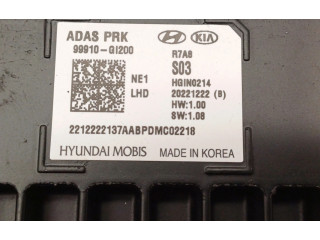 ADAS PRK
KIA
99910-GI200
R7A8
S03
NE1
HGIN0214
LHD
20221222 (B)
HW:1.00
SW:1.08
2212222137AABPDMC02218
HYUNDAI MOBIS MADE IN KOREA